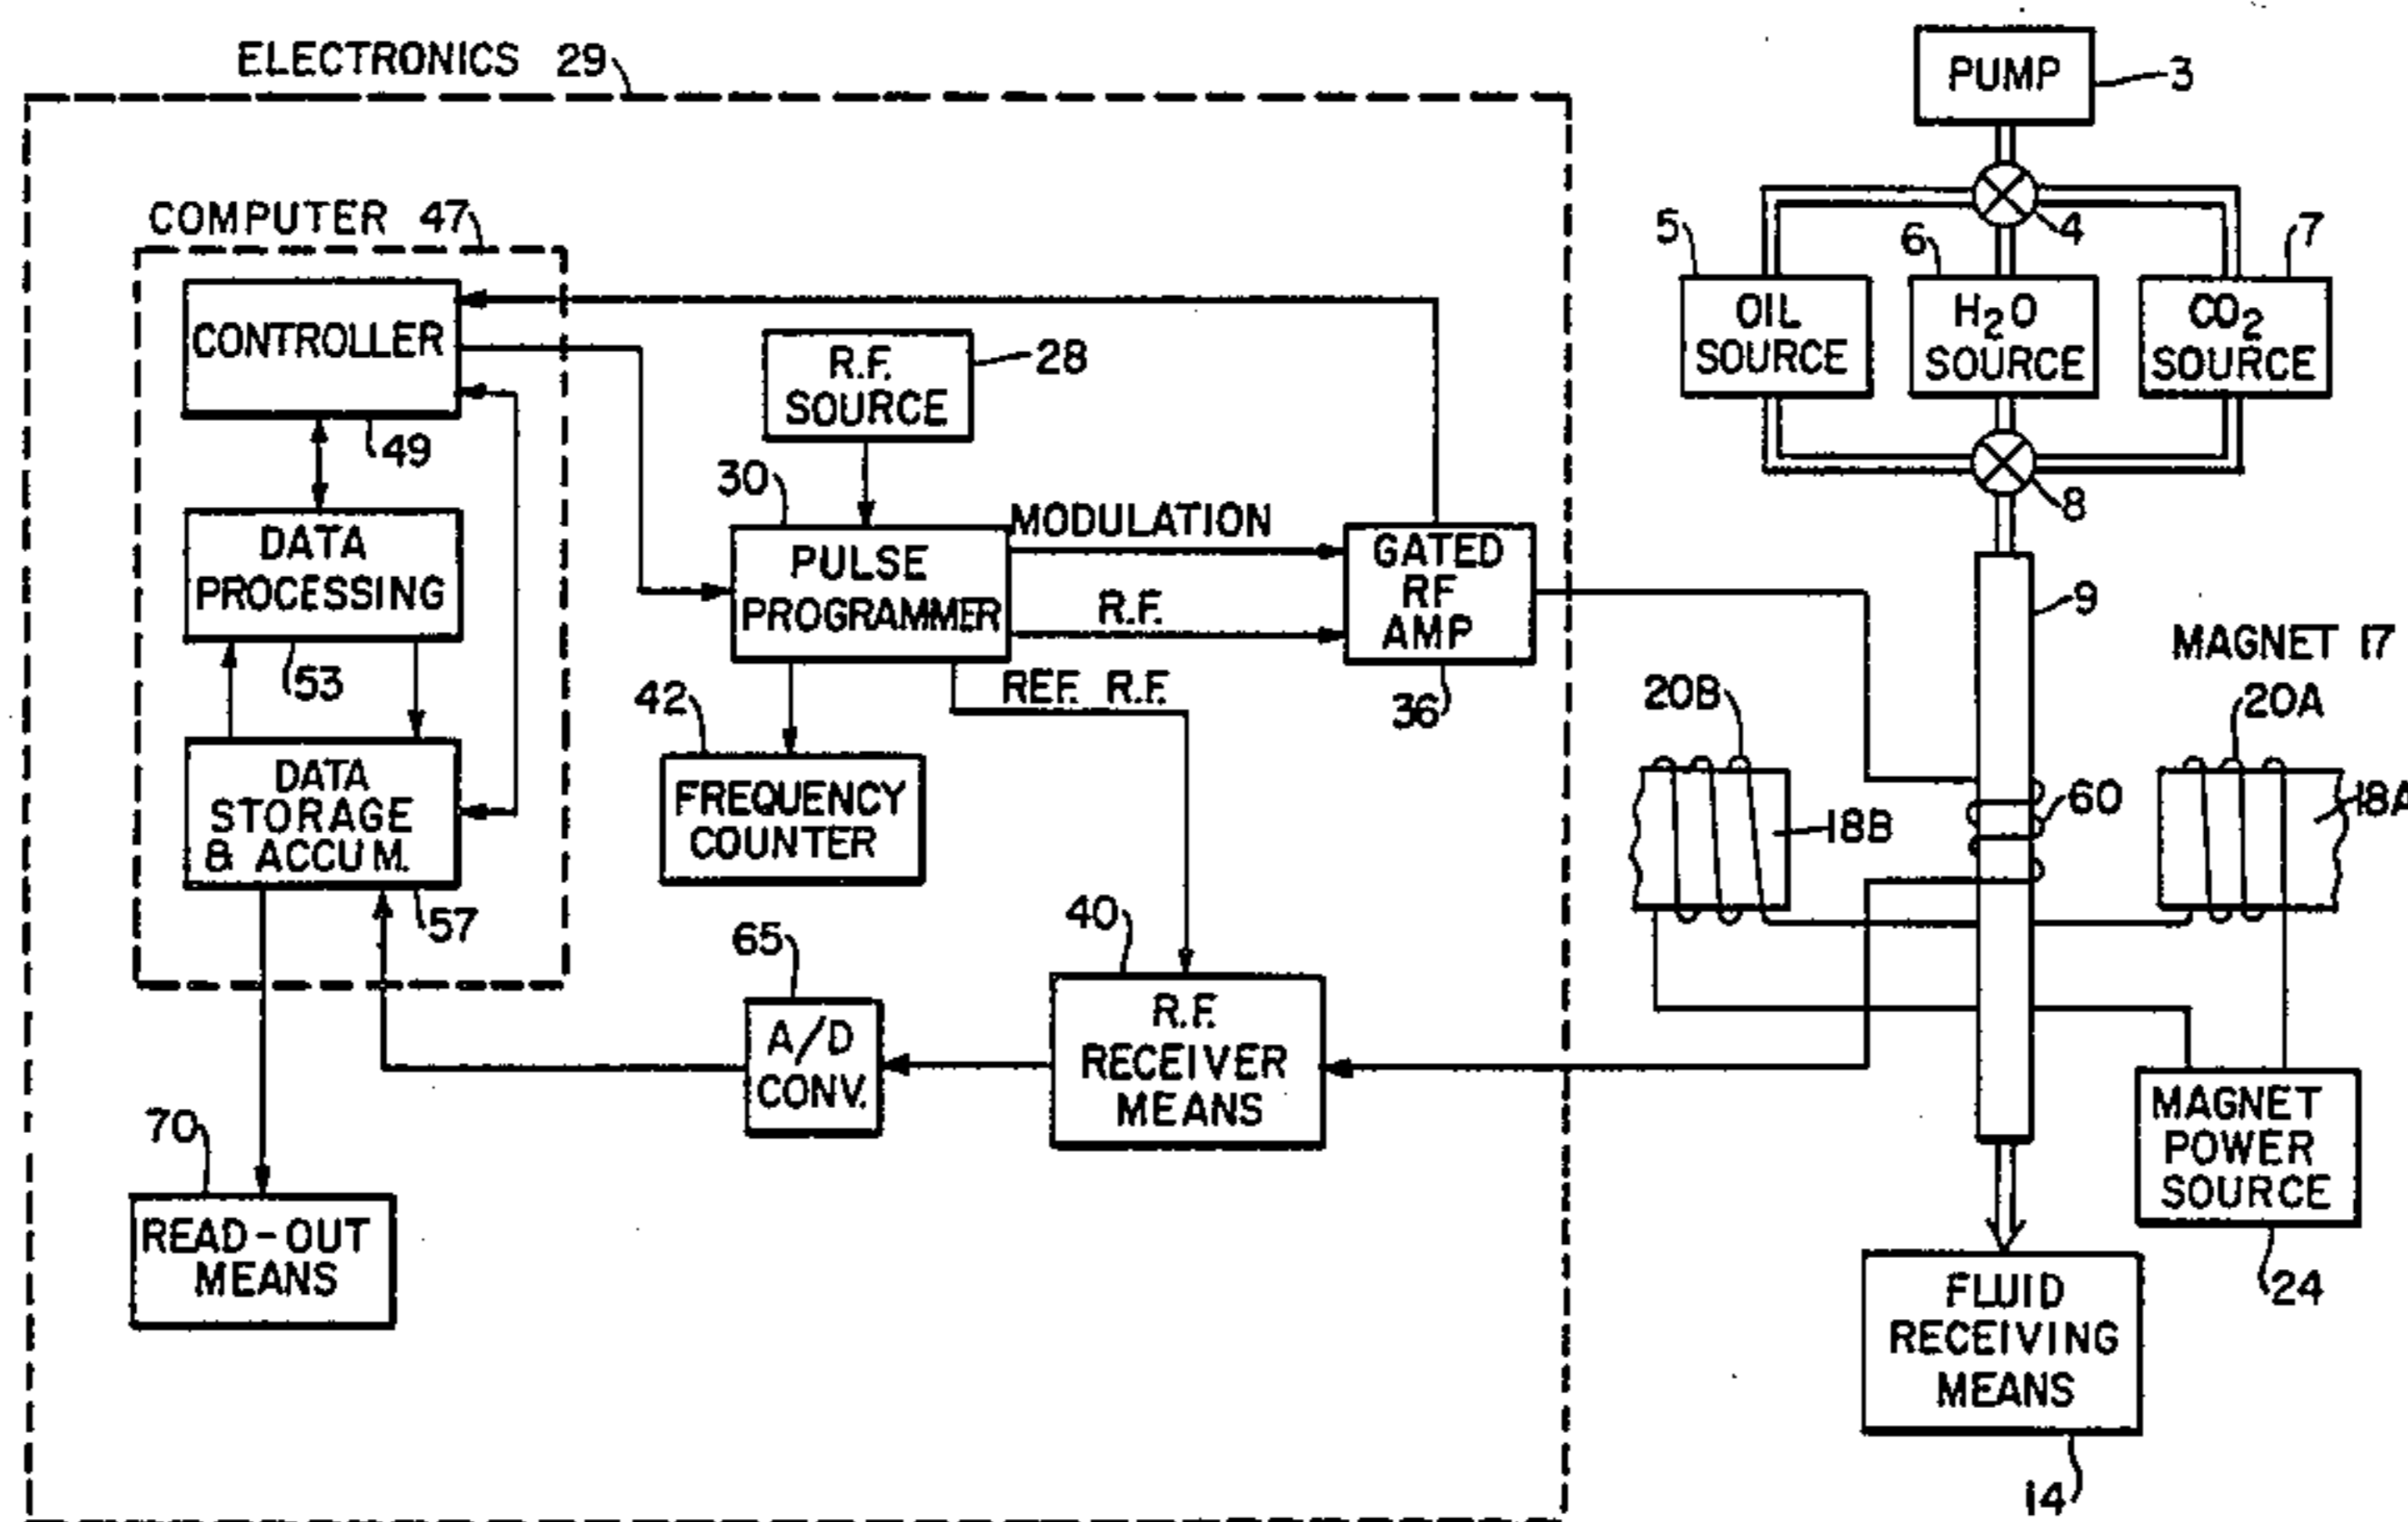 ELECTRONICS 29
PUMP
3
4
5
6
7
OIL
SOURCE
H2O
SOURCE
CO2
SOURCE
8
9
COMPUTER 47
CONTROLLER
49
R.F.
SOURCE
28
DATA
PROCESSING
53
30
PULSE
PROGRAMMER
MODULATION
R.F.
REF. R.F.
GATED
RF
AMP
36
DATA
STORAGE
& ACCUM.
57
42
FREQUENCY
COUNTER
MAGNET 17
20B
20A
18B
60
18A
65
A/D
CONV.
40
R.F.
RECEIVER
MEANS
70
READ-OUT
MEANS
MAGNET
POWER
SOURCE
24
FLUID
RECEIVING
MEANS
14